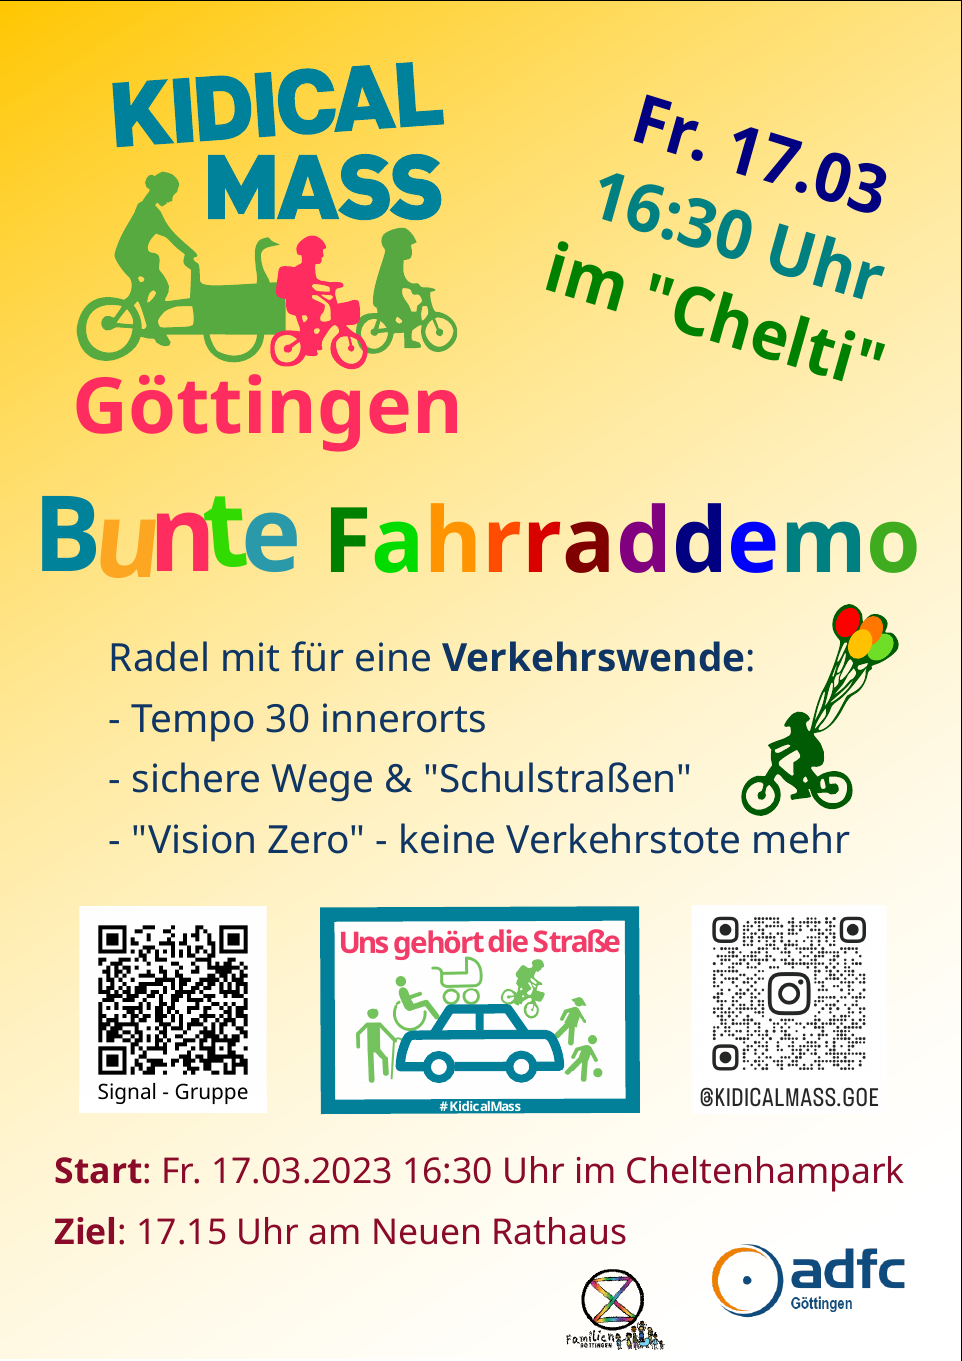 KIDICAL
MASS
Göttingen
Fr. 17.03
16:30 Uhr
im "Chelti"
Bunte Fahrraddemo
Radel mit für eine Verkehrswende:
- Tempo 30 innerorts
- sichere Wege & "Schulstraßen"
- "Vision Zero" - keine Verkehrstote mehr
Signal - Gruppe
Uns gehört die Straße
#KidicalMass
@KIDICALMASS.GOE
Start: Fr. 17.03.2023 16:30 Uhr im Cheltenhampark
Ziel: 17.15 Uhr am Neuen Rathaus
Familien
GÖTTINGEN
adfc
Göttingen